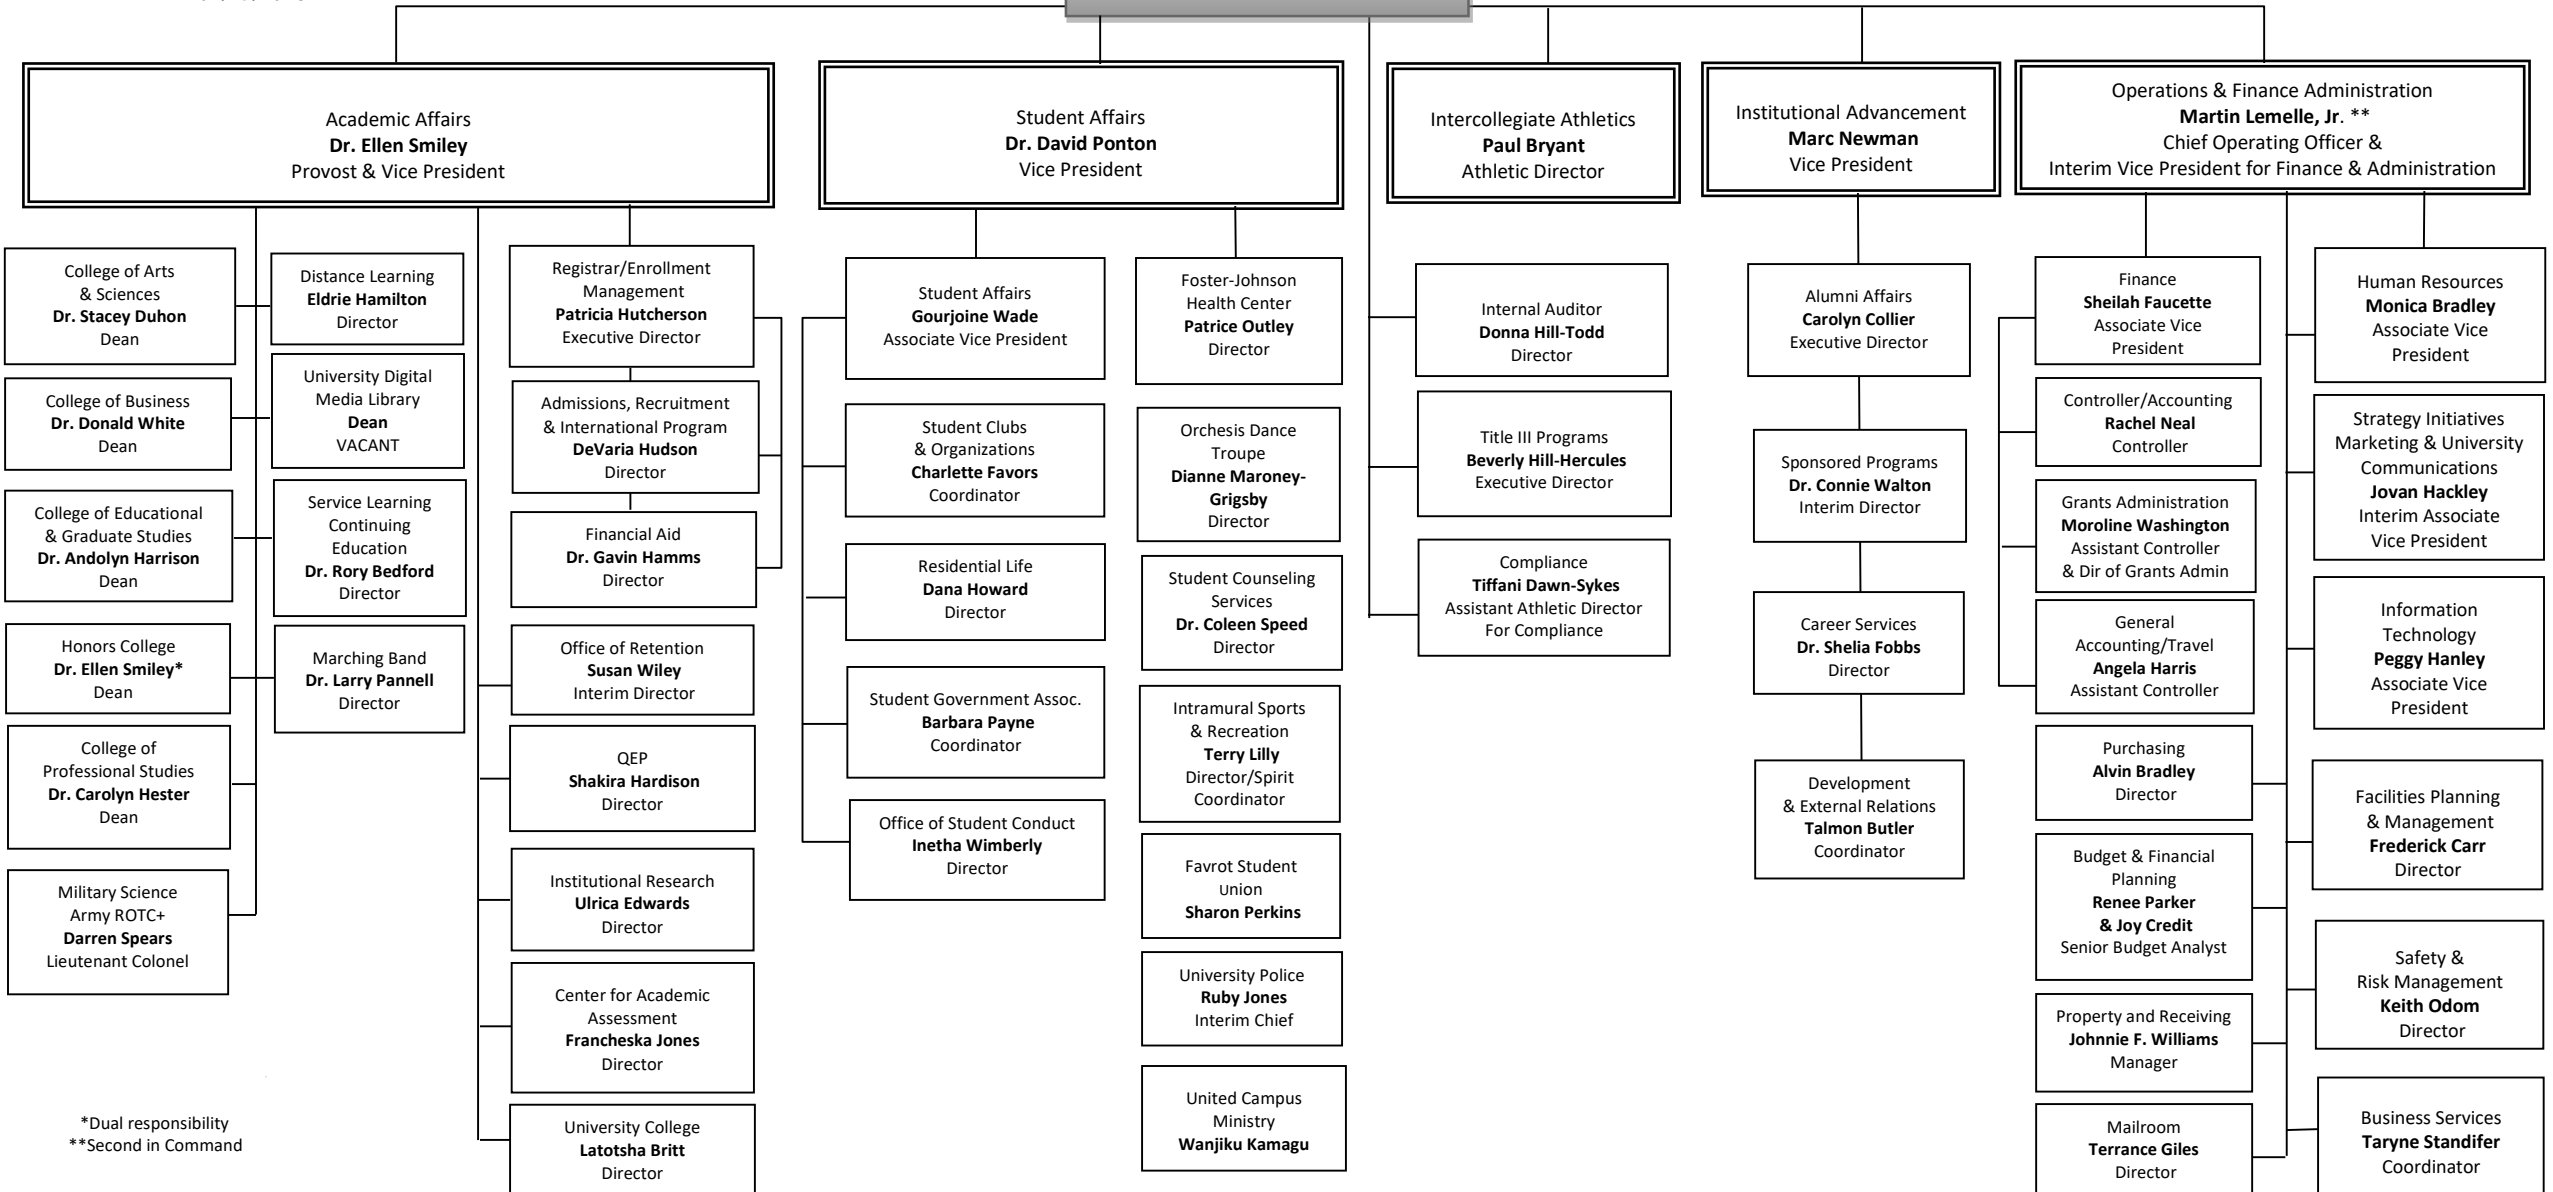 Academic Affairs
Dr. Ellen Smiley
Provost & Vice President
Student Affairs
Dr. David Ponton
Vice President
Intercollegiate Athletics
Paul Bryant
Athletic Director
Institutional Advancement
Marc Newman
Vice President
Operations & Finance Administration
Martin Lemelle, Jr. **
Chief Operating Officer &
Interim Vice President for Finance & Administration
College of Arts
& Sciences
Dr. Stacey Duhon
Dean
College of Business
Dr. Donald White
Dean
College of Educational
& Graduate Studies
Dr. Andolyn Harrison
Dean
Honors College
Dr. Ellen Smiley*
Dean
College of
Professional Studies
Dr. Carolyn Hester
Dean
Military Science
Army ROTC+
Darren Spears
Lieutenant Colonel
Distance Learning
Eldrie Hamilton
Director
University Digital
Media Library
Dean
VACANT
Service Learning
Continuing
Education
Dr. Rory Bedford
Director
Marching Band
Dr. Larry Pannell
Director
Registrar/Enrollment
Management
Patricia Hutcherson
Executive Director
Admissions, Recruitment
& International Program
DeVaria Hudson
Director
Financial Aid
Dr. Gavin Hamms
Director
Office of Retention
Susan Wiley
Interim Director
QEP
Shakira Hardison
Director
Institutional Research
Ulrica Edwards
Director
Center for Academic
Assessment
Francheska Jones
Director
University College
Latotsha Britt
Director
Student Affairs
Gourjoine Wade
Associate Vice President
Student Clubs
& Organizations
Charlette Favors
Coordinator
Residential Life
Dana Howard
Director
Student Government Assoc.
Barbara Payne
Coordinator
Office of Student Conduct
Inetha Wimberly
Director
Foster-Johnson
Health Center
Patrice Outley
Director
Orchesis Dance
Troupe
Dianne Maroney-
Grigsby
Director
Student Counseling
Services
Dr. Coleen Speed
Director
Intramural Sports
& Recreation
Terry Lilly
Director/Spirit
Coordinator
Favrot Student
Union
Sharon Perkins
University Police
Ruby Jones
Interim Chief
United Campus
Ministry
Wanjiku Kamagu
Internal Auditor
Donna Hill-Todd
Director
Title III Programs
Beverly Hill-Hercules
Executive Director
Compliance
Tiffani Dawn-Sykes
Assistant Athletic Director
For Compliance
Alumni Affairs
Carolyn Collier
Executive Director
Sponsored Programs
Dr. Connie Walton
Interim Director
Career Services
Dr. Shelia Fobbs
Director
Development
& External Relations
Talmon Butler
Coordinator
Finance
Sheilah Faucette
Associate Vice
President
Controller/Accounting
Rachel Neal
Controller
Grants Administration
Moroline Washington
Assistant Controller
& Dir of Grants Admin
General
Accounting/Travel
Angela Harris
Assistant Controller
Purchasing
Alvin Bradley
Director
Budget & Financial
Planning
Renee Parker
& Joy Credit
Senior Budget Analyst
Property and Receiving
Johnnie F. Williams
Manager
Mailroom
Terrance Giles
Director
Human Resources
Monica Bradley
Associate Vice
President
Strategy Initiatives
Marketing & University
Communications
Jovan Hackley
Interim Associate
Vice President
Information
Technology
Peggy Hanley
Associate Vice
President
Facilities Planning
& Management
Frederick Carr
Director
Safety &
Risk Management
Keith Odom
Director
Business Services
Taryne Standifer
Coordinator
*Dual responsibility
**Second in Command